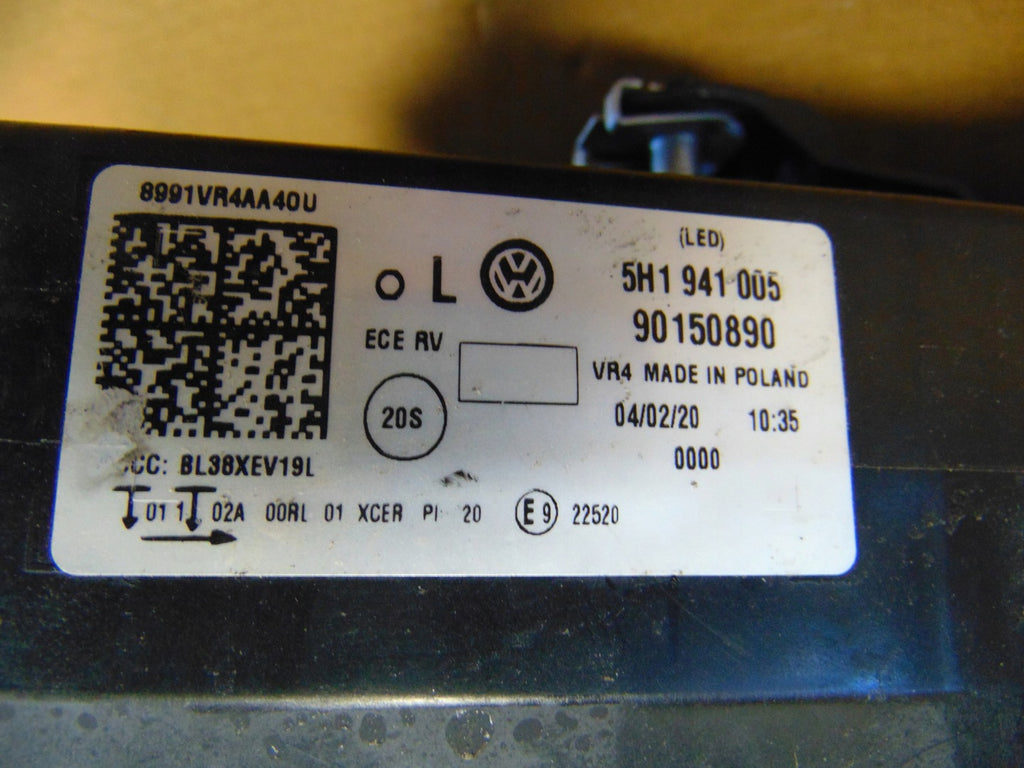 8991VR4AA40U
(LED)
O L
5H1 941 005
90150890
ECE RV
VR4 MADE IN POLAND
20S
04/02/20 10:35
0000
CC: BL38XEV19L
01 1 02A 00RL 01 XCER PI 20 E9 22520